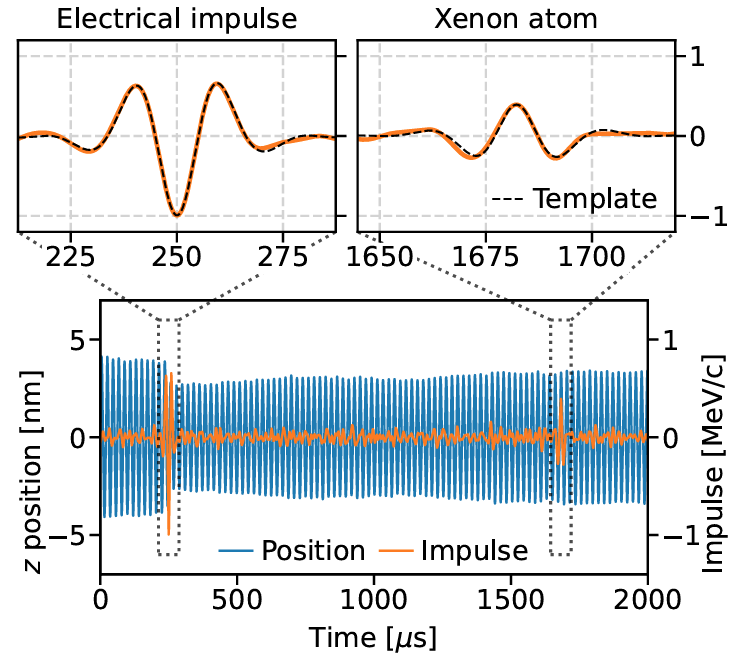 Electrical impulse Xenon atom
1
0
−1
Template
225 250 275 1650 1675 1700
z position [nm]
5
0
−5
1
0
−1
Impulse [MeV/c]
Position Impulse
0 500 1000 1500 2000
Time [μs]